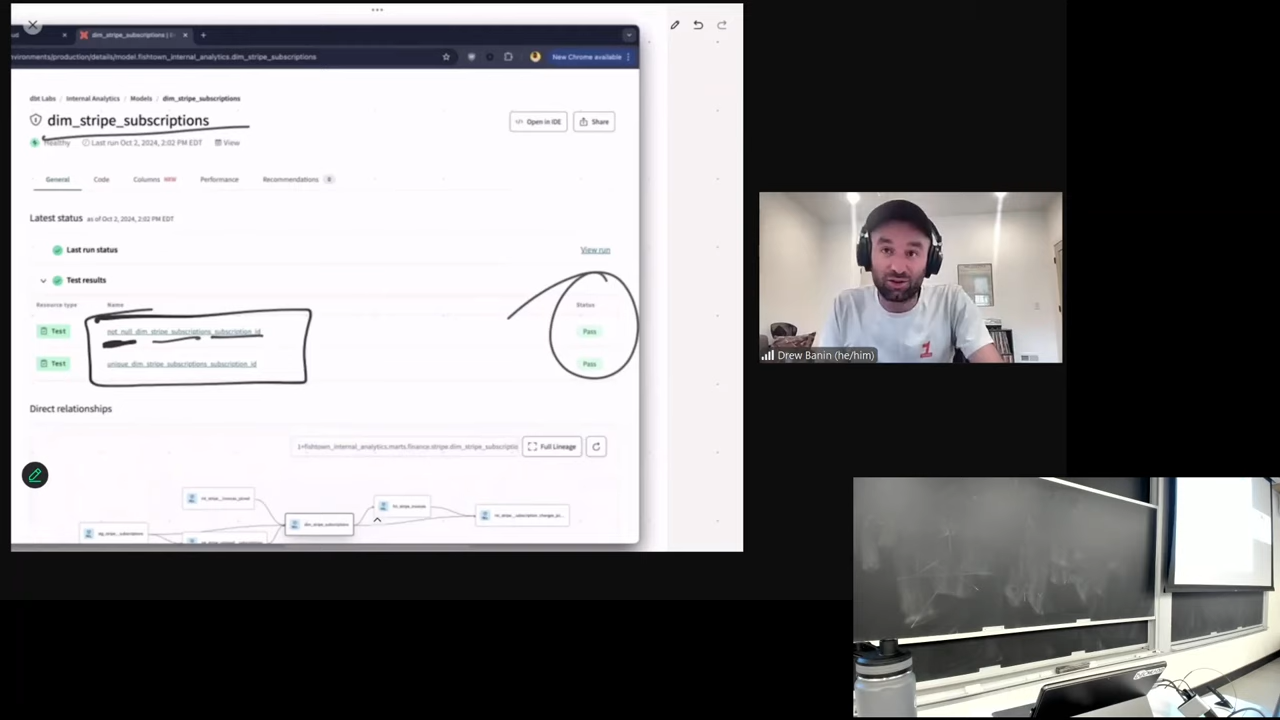 dim_stripe_subscriptions
New Chrome available
dbt Labs / Internal Analytics / Models / dim_stripe_subscriptions
dim_stripe_subscriptions
Open in IDE
Share
Healthy
Last run Oct 2, 2024, 2:02 PM EDT
View
General
Code
Columns NEW
Performance
Recommendations
Latest status as of Oct 2, 2024, 2:02 PM EDT
Last run status
View run
Test results
Resource type
Name
Status
Test
not_null_dim_stripe_subscriptions_subscription_id
Pass
Test
unique_dim_stripe_subscriptions_subscription_id
Pass
Direct relationships
Full Lineage
dim_stripe_subscriptions
Drew Banin (he/him)